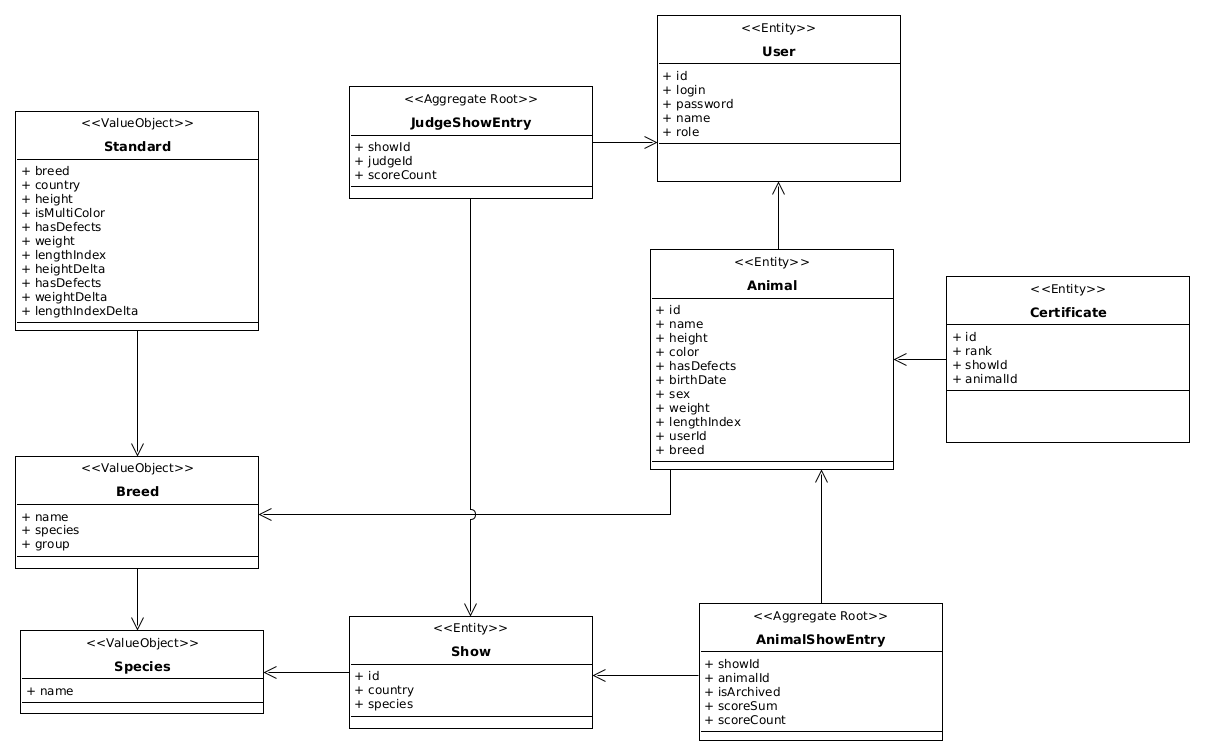 <<Entity>>
User
+ id
+ login
+ password
+ name
+ role
<<Aggregate Root>>
JudgeShowEntry
+ showId
+ judgeId
+ scoreCount
<<ValueObject>>
Standard
+ breed
+ country
+ height
+ isMultiColor
+ hasDefects
+ weight
+ lengthIndex
+ heightDelta
+ hasDefects
+ weightDelta
+ lengthIndexDelta
<<Entity>>
Animal
+ id
+ name
+ height
+ color
+ hasDefects
+ birthDate
+ sex
+ weight
+ lengthIndex
+ userId
+ breed
<<Entity>>
Certificate
+ id
+ rank
+ showId
+ animalId
<<ValueObject>>
Breed
+ name
+ species
+ group
<<ValueObject>>
Species
+ name
<<Entity>>
Show
+ id
+ country
+ species
<<Aggregate Root>>
AnimalShowEntry
+ showId
+ animalId
+ isArchived
+ scoreSum
+ scoreCount